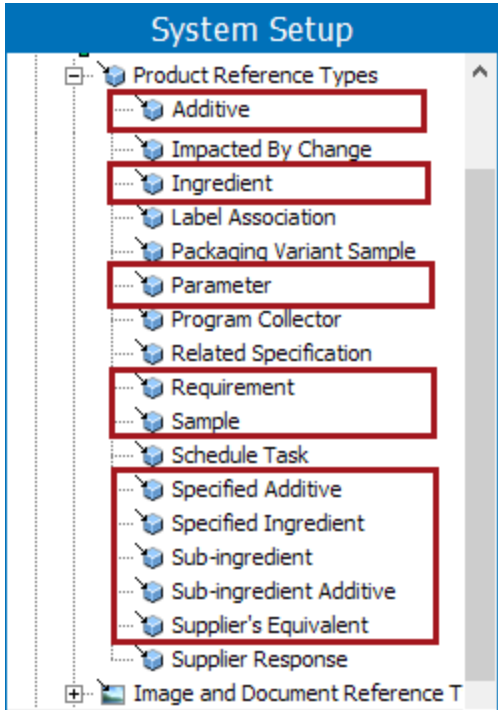 System Setup
Product Reference Types
Additive
Impacted By Change
Ingredient
Label Association
Packaging Variant Sample
Parameter
Program Collector
Related Specification
Requirement
Sample
Schedule Task
Specified Additive
Specified Ingredient
Sub-ingredient
Sub-ingredient Additive
Supplier's Equivalent
Supplier Response
Image and Document Reference T